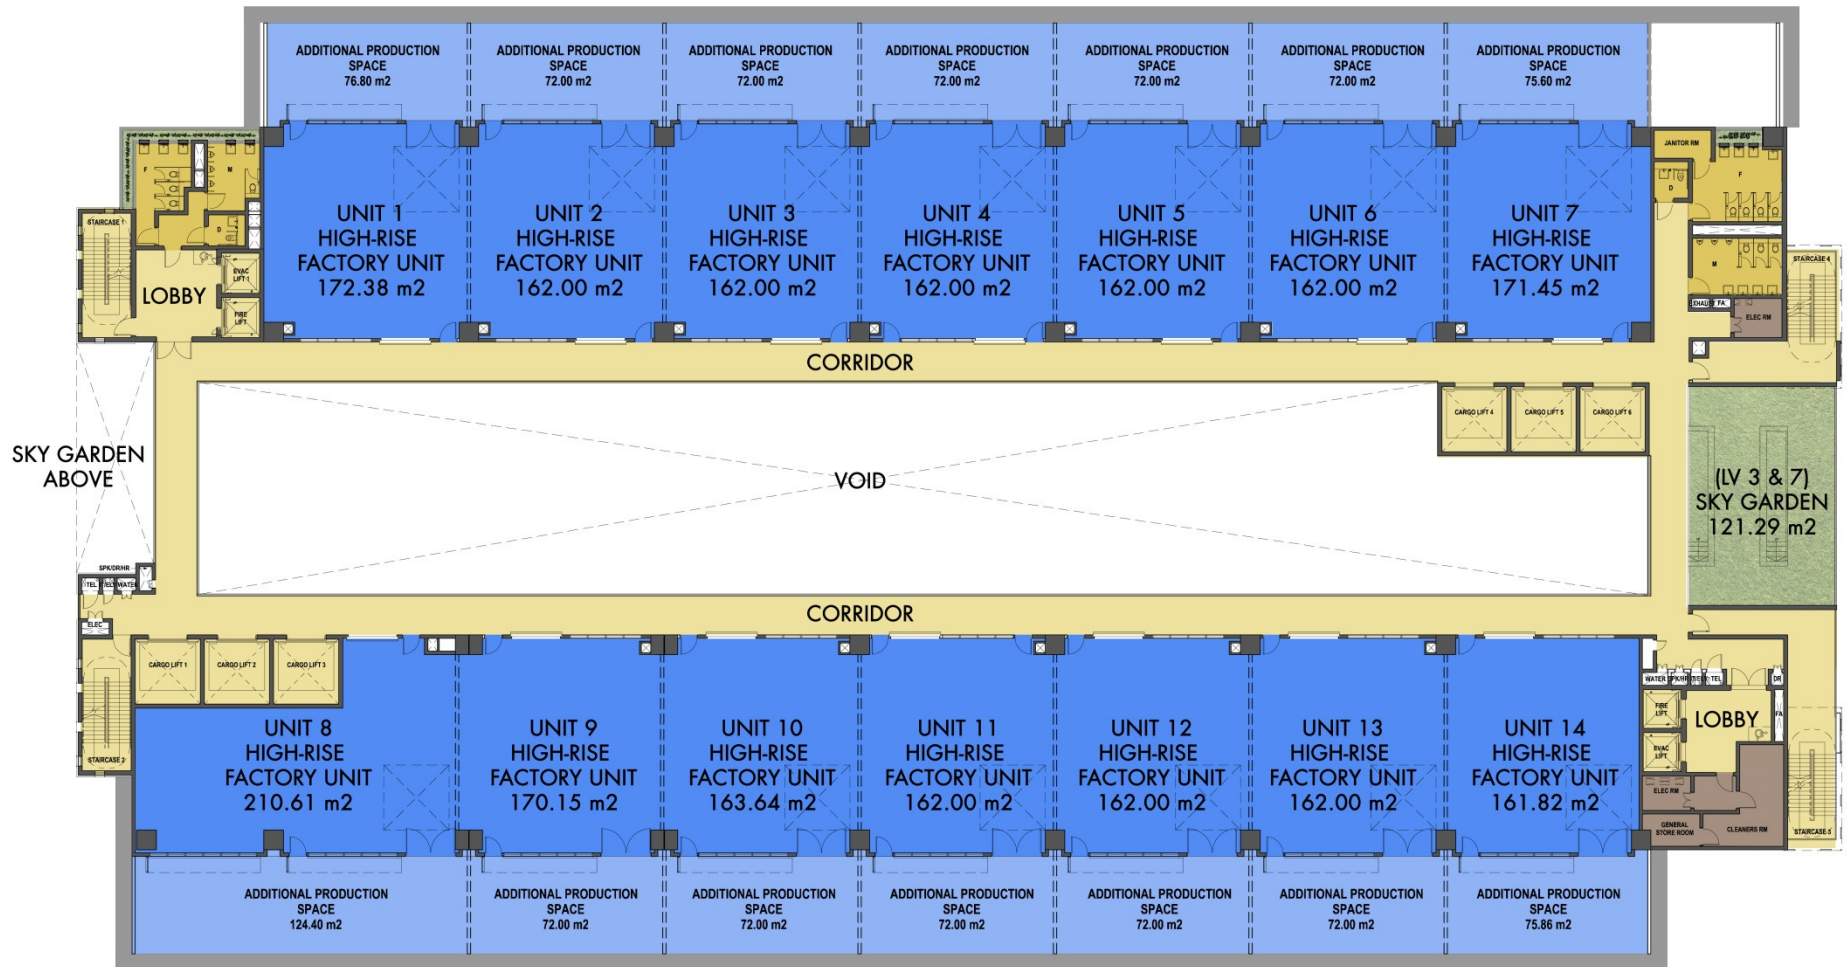 ADDITIONAL PRODUCTION
SPACE
76.80 m2
ADDITIONAL PRODUCTION
SPACE
72.00 m2
ADDITIONAL PRODUCTION
SPACE
72.00 m2
ADDITIONAL PRODUCTION
SPACE
72.00 m2
ADDITIONAL PRODUCTION
SPACE
72.00 m2
ADDITIONAL PRODUCTION
SPACE
72.00 m2
ADDITIONAL PRODUCTION
SPACE
75.60 m2
F
M
D
STAIRCASE 1
LOBBY
EVAC
LIFT 1
FIRE
LIFT
UNIT 1
HIGH-RISE
FACTORY UNIT
172.38 m2
UNIT 2
HIGH-RISE
FACTORY UNIT
162.00 m2
UNIT 3
HIGH-RISE
FACTORY UNIT
162.00 m2
UNIT 4
HIGH-RISE
FACTORY UNIT
162.00 m2
UNIT 5
HIGH-RISE
FACTORY UNIT
162.00 m2
UNIT 6
HIGH-RISE
FACTORY UNIT
162.00 m2
UNIT 7
HIGH-RISE
FACTORY UNIT
171.45 m2
JANITOR RM
D
F
M
STAIRCASE 4
FA
ELEC RM
CORRIDOR
CARGO LIFT 4
CARGO LIFT 5
CARGO LIFT 6
SKY GARDEN
ABOVE
VOID
(LV 3 & 7)
SKY GARDEN
121.29 m2
SPK/DR/HR
TEL
WATER
ELEC
CORRIDOR
CARGO LIFT 1
CARGO LIFT 2
CARGO LIFT 3
STAIRCASE 2
UNIT 8
HIGH-RISE
FACTORY UNIT
210.61 m2
UNIT 9
HIGH-RISE
FACTORY UNIT
170.15 m2
UNIT 10
HIGH-RISE
FACTORY UNIT
163.64 m2
UNIT 11
HIGH-RISE
FACTORY UNIT
162.00 m2
UNIT 12
HIGH-RISE
FACTORY UNIT
162.00 m2
UNIT 13
HIGH-RISE
FACTORY UNIT
162.00 m2
UNIT 14
HIGH-RISE
FACTORY UNIT
161.82 m2
WATER
TEL
DR
FIRE
LIFT
LOBBY
FA
EVAC
LIFT
ELEC RM
GENERAL
STORE ROOM
CLEANERS RM
STAIRCASE 3
ADDITIONAL PRODUCTION
SPACE
124.40 m2
ADDITIONAL PRODUCTION
SPACE
72.00 m2
ADDITIONAL PRODUCTION
SPACE
72.00 m2
ADDITIONAL PRODUCTION
SPACE
72.00 m2
ADDITIONAL PRODUCTION
SPACE
72.00 m2
ADDITIONAL PRODUCTION
SPACE
72.00 m2
ADDITIONAL PRODUCTION
SPACE
75.86 m2